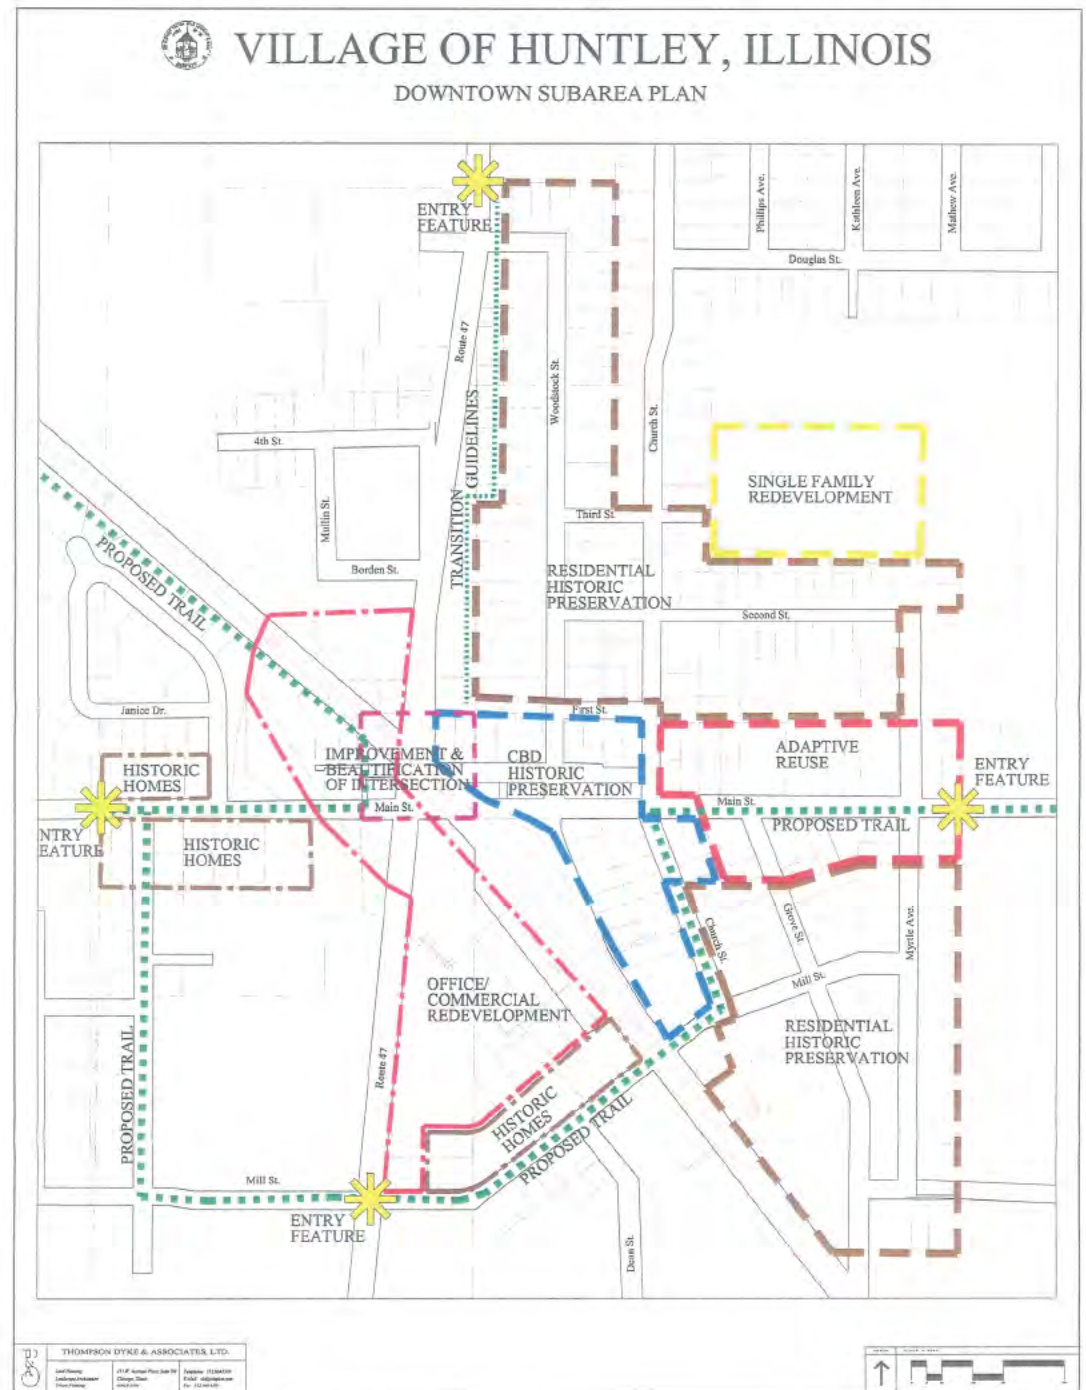 VILLAGE OF HUNTLEY, ILLINOIS
DOWNTOWN SUBAREA PLAN
Phillips Ave.
Kathleen Ave.
Mathew Ave.
ENTRY
FEATURE
Douglas St.
Route 47
Woodstock St.
Church St.
TRANSITION GUIDELINES
4th St.
Mullin St.
SINGLE FAMILY
REDEVELOPMENT
Third St.
PROPOSED TRAIL
Borden St.
RESIDENTIAL
HISTORIC
PRESERVATION
Second St.
Janice Dr.
First St.
IMPROVEMENT &
BEAUTIFICATION
OF INTERSECTION
CBD
HISTORIC
PRESERVATION
ADAPTIVE
REUSE
ENTRY
FEATURE
HISTORIC
HOMES
Main St.
Main St.
PROPOSED TRAIL
NTRY
EATURE
HISTORIC
HOMES
Church St.
Grove St.
Myrtle Ave.
Mill St.
OFFICE/
COMMERCIAL
REDEVELOPMENT
RESIDENTIAL
HISTORIC
PRESERVATION
Route 47
PROPOSED TRAIL
HISTORIC
HOMES
PROPOSED TRAIL
Mill St.
ENTRY
FEATURE
Dean St.
THOMPSON DYKE & ASSOCIATES, LTD.